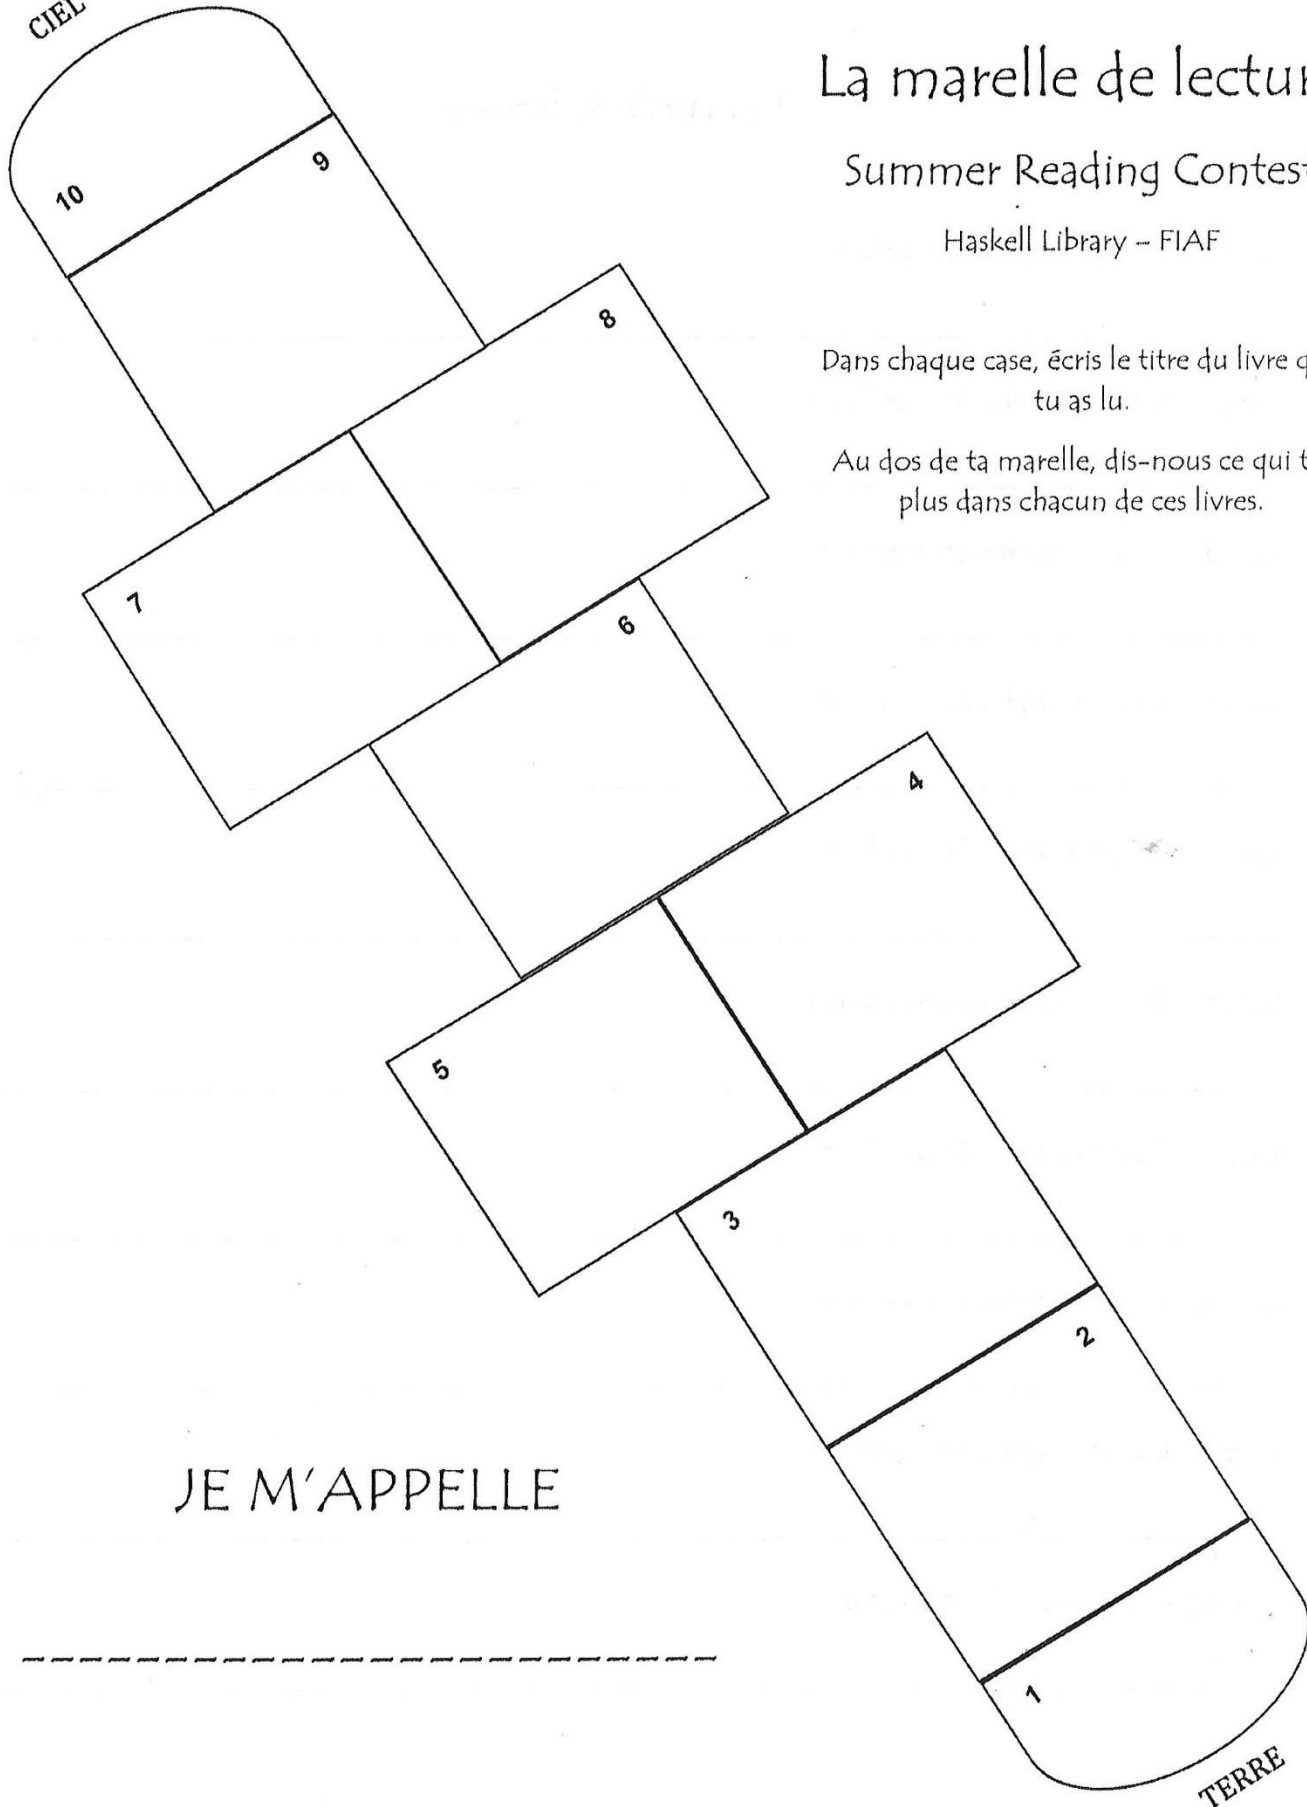 CIEL
La marelle de
Summer Reading
Haskell Library – FIAF
Dans chaque case, écris le titre du livre
tu as lu.
Au dos de ta marelle, dis-nous ce qui
plus dans chacun de ces livres.
10
9
8
7
6
4
5
3
2
1
JE M'APPELLE
TERRE